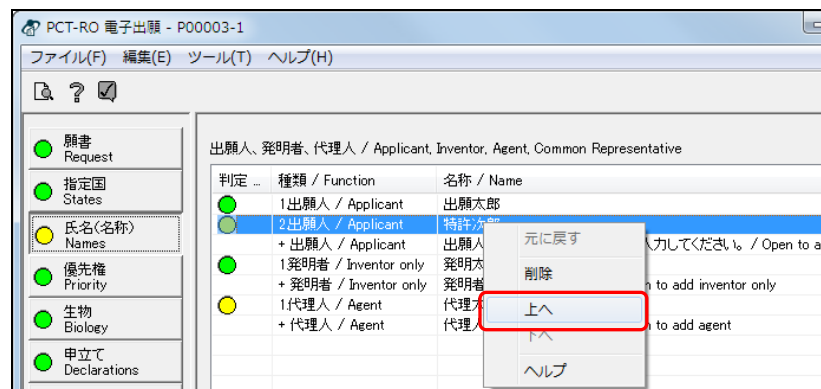 PCT-RO 電子出願 - P00003-1
ファイル(F) 編集(E) ツール(T) ヘルプ(H)
願書
Request
指定国
States
氏名(名称)
Names
優先権
Priority
生物
Biology
申立て
Declarations
出願人、発明者、代理人 / Applicant, Inventor, Agent, Common Representative
判定 ... 種類 / Function 名称 / Name
1出願人 / Applicant 出願太郎
2出願人 / Applicant 特許次郎
+ 出願人 / Applicant 出願人 入力してください。 / Open to a
1発明者 / Inventor only 発明太
+ 発明者 / Inventor only 発明者 to add inventor only
1代理人 / Agent 代理太
+ 代理人 / Agent 代理人 to add agent
元に戻す
削除
上へ
下へ
ヘルプ